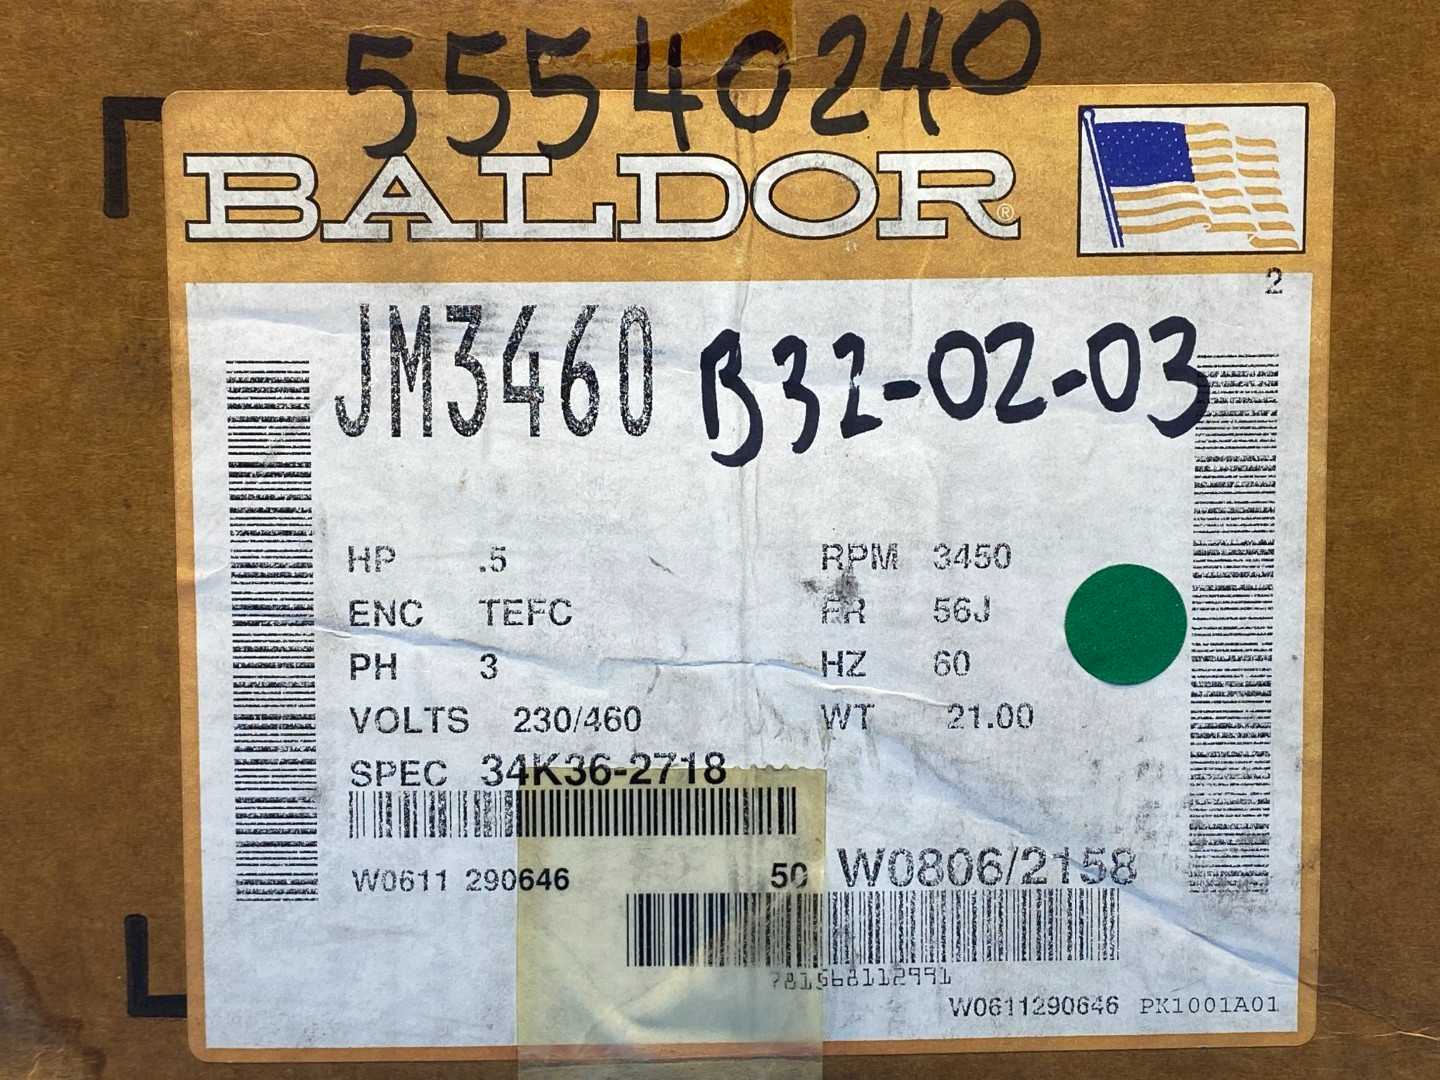 55540240
BALDOR®
2
JM3460 B32-02-03
HP .5 RPM 3450
ENC TEFC FR 56J
PH 3 HZ 60
VOLTS 230/460 WT 21.00
SPEC 34K36-2718
W0611 290646 50 W0806/2158
781568112991
W0611290646 PK1001A01